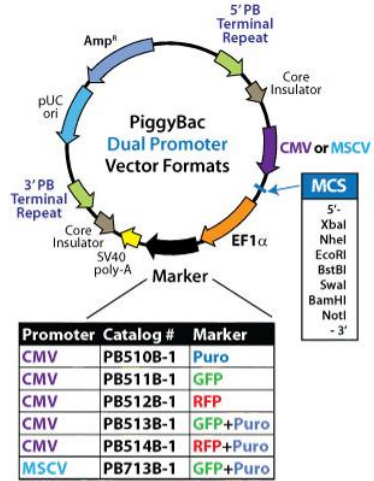 5' PB
Terminal
Repeat
Amp^R
Core
Insulator
pUC
ori
PiggyBac
Dual Promoter
Vector Formats
CMV or MSCV
MCS
5'-
XbaI
NheI
EcoRI
BstBI
SwaI
BamHI
NotI
- 3'
3' PB
Terminal
Repeat
Core
Insulator
SV40
poly-A
EF1α
Marker
Promoter Catalog # Marker
CMV PB510B-1 Puro
CMV PB511B-1 GFP
CMV PB512B-1 RFP
CMV PB513B-1 GFP+Puro
CMV PB514B-1 RFP+Puro
MSCV PB713B-1 GFP+Puro